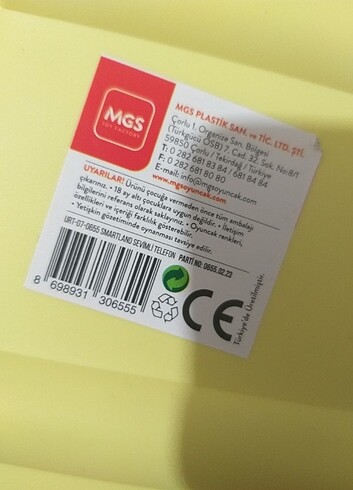 MGS
TOY FACTORY
MGS PLASTİK SAN. ve TİC. LTD. ŞTİ.
Çorlu 1. Organize San. Bölgesi
(Türkgücü OSB) 7. Cad. 32. Sok. No:8/1
59850 Çorlu / Tekirdağ / Türkiye
T: 0 282 681 83 84 / 681 84 84
F: 0 282 681 80 80
E-mail: info@mgsoyuncak.com
www.mgsoyuncak.com
UYARILAR! Ürünü çocuğa vermeden önce tüm ambalajı
çıkarınız. • 18 ay altı çocuklara uygun değildir. • İletişim
bilgilerini referans olarak saklayınız. • Oyuncak renkleri,
özellikleri ve içeriği farklılık gösterebilir.
• Yetişkin gözetiminde oynanması tavsiye edilir.
URT-07-0655 SMARTLAND SEVİMLİ TELEFON PARTİ NO: 0655.02.23
8 698931 306555
CE
Türkiye'de Üretilmiştir.